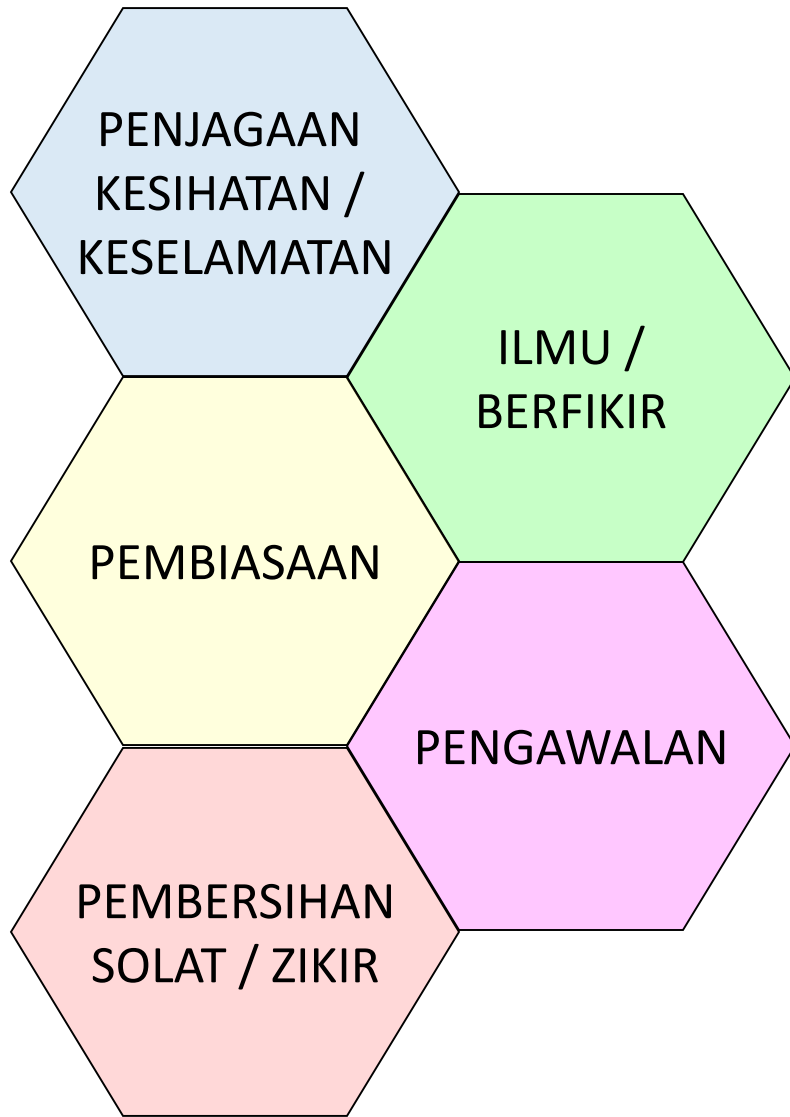 PENJAGAAN
KESIHATAN /
KESELAMATAN
ILMU /
BERFIKIR
PEMBIASAAN
PENGAWALAN
PEMBERSIHAN
SOLAT / ZIKIR